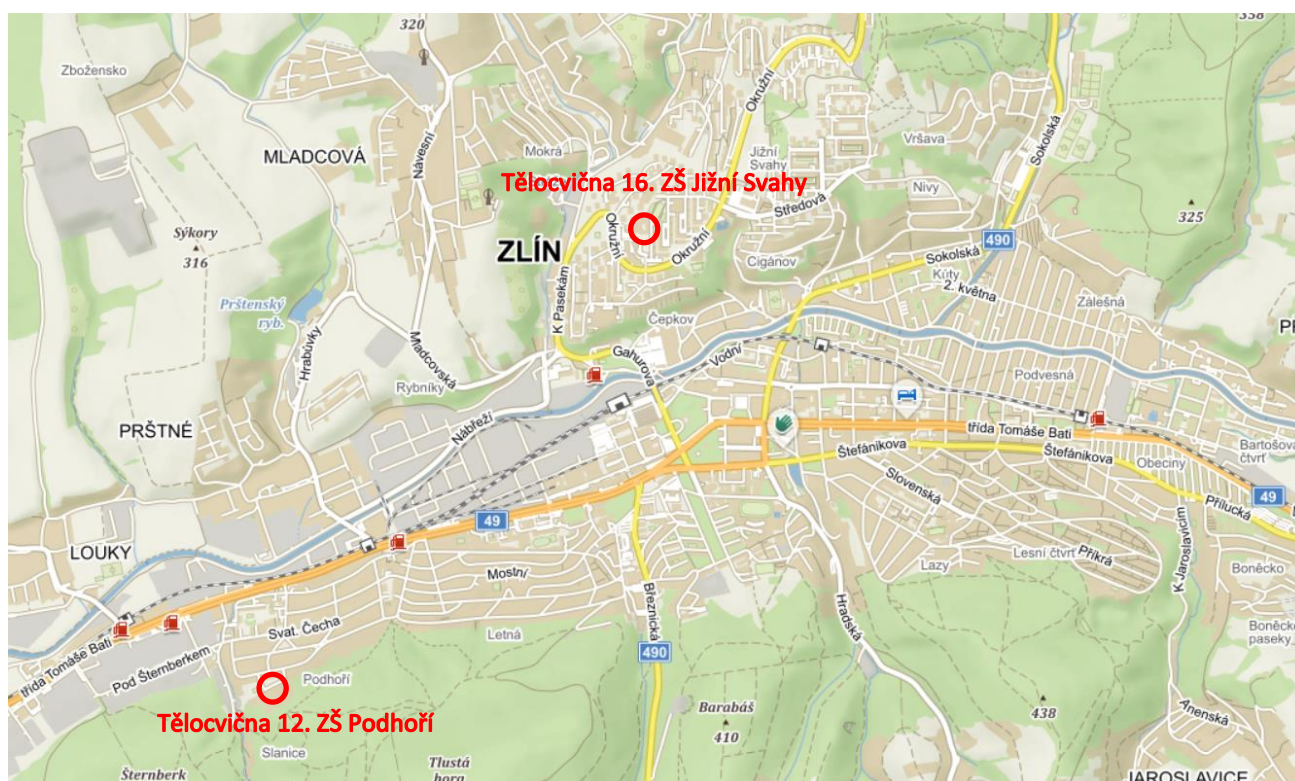 320
358
Zbožensko
Okružní
Vršava
Sokolská
MLADCOVÁ
Návesní
Mokrá
Jižní
Svahy
Tělocvična 16. ZŠ Jižní Svahy
Nivy
Středová
325
Sýkory
316
Okružní
Okružní
ZLÍN
490
Sokolská
Cigánov
Kúty
2. května
Zálešná
K Pasekám
Prštenský
ryb.
Čepkov
Hrabůvky
Mladcovská
Gahurova
Vodní
Podvesná
Rybníky
PRŠTNÉ
Nábřeží
třída Tomáše Bati
Štefánikova
Štefánikova
Bartošova
čtvrť
Obeciny
Slovenská
49
Přílucká
49
LOUKY
Lesní čtvrť
Příkrá
Lazy
K Jaroslavicím
Mostní
Boněcko
Březnická
Hradská
Svat. Čecha
Letná
Boněcké
paseky
třída Tomáše Bati
Pod Šternberkem
490
Podhoří
Tělocvična 12. ZŠ Podhoří
Barabáš
410
438
Anenská
Slanice
Tlustá
hora
Šternberk
JAROSLAVICE